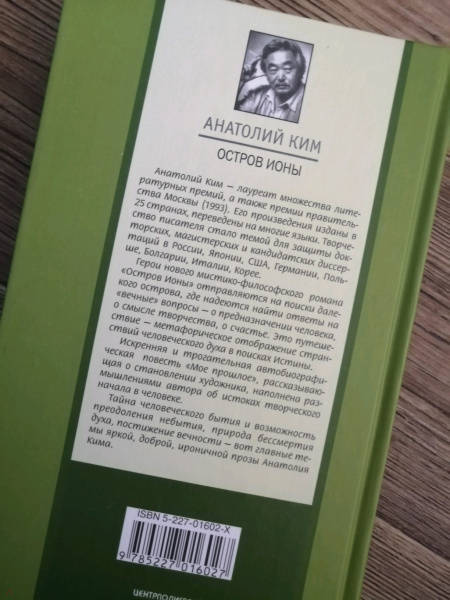 АНАТОЛИЙ КИМ
ОСТРОВ ИОНЫ
Анатолий Ким — лауреат множества лите-
ратурных премий, а также премии правитель-
ства Москвы (1993). Его произведения изданы в
25 странах, переведены на многие языки. Творче-
ство писателя стало темой для защиты док-
торских, магистерских и кандидатских диссер-
таций в России, Японии, США, Германии, Поль-
ше, Болгарии, Италии, Корее.
Герои нового мистико-философского романа
«Остров Ионы» отправляются на поиски дале-
кого острова, где надеются найти ответы на
«вечные» вопросы — о предназначении человека,
о смысле творчества, о счастье. Это путеше-
ствие — метафорическое отображение стран-
ствий человеческого духа в поисках Истины.
Искренняя и трогательная автобиографи-
ческая повесть «Мое прошлое», рассказываю-
щая о становлении художника, наполнена раз-
мышлениями автора об истоках творческого
начала в человеке.
Тайна человеческого бытия и возможность
преодоления небытия, природа бессмертия
духа, постижение вечности — вот главные те-
мы яркой, доброй, ироничной прозы Анатолия
Кима.
ISBN 5-227-01602-X
9 785227 016027